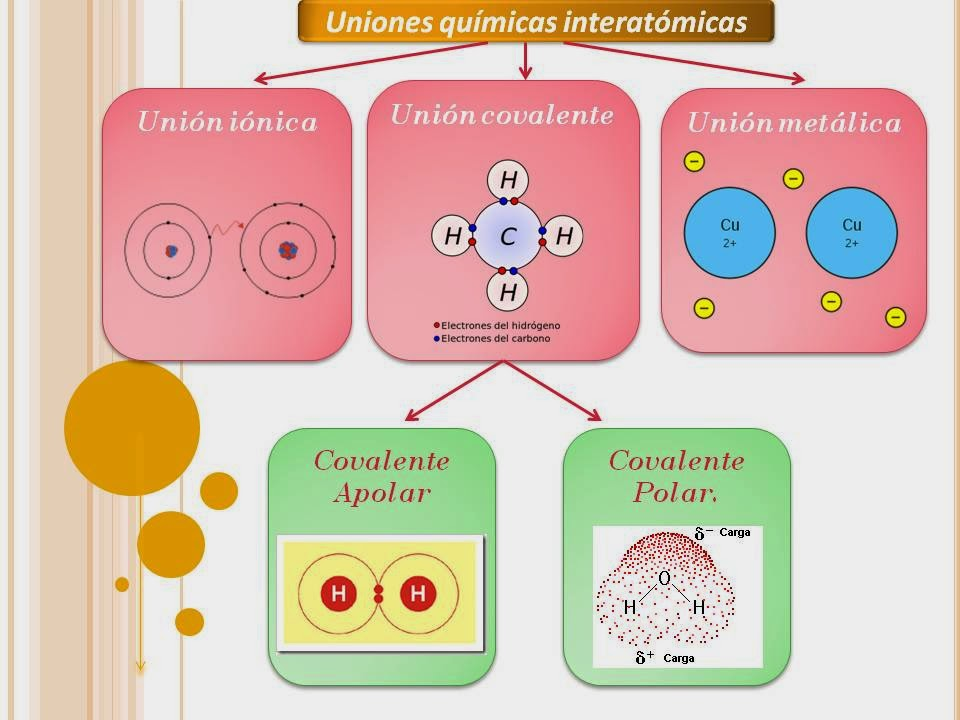 Uniones químicas interatómicas
Unión iónica
Unión covalente
H
H C H
H
Electrones del hidrógeno
Electrones del carbono
Unión metálica
−
−
Cu Cu
2+ 2+
−
−
−
Covalente
Apolar
H H
Covalente
Polar.
δ− Carga
O
H H
δ+ Carga